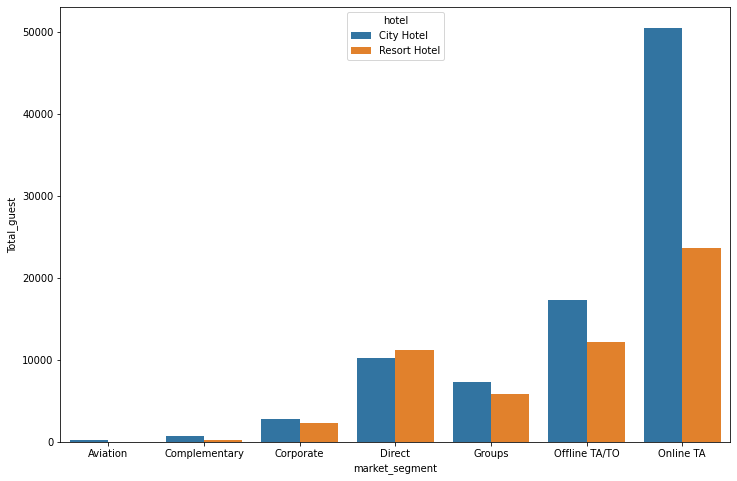 hotel
City Hotel
Resort Hotel
50000
40000
30000
20000
10000
0
Total_guest
Aviation Complementary Corporate Direct Groups Offline TA/TO Online TA
market_segment